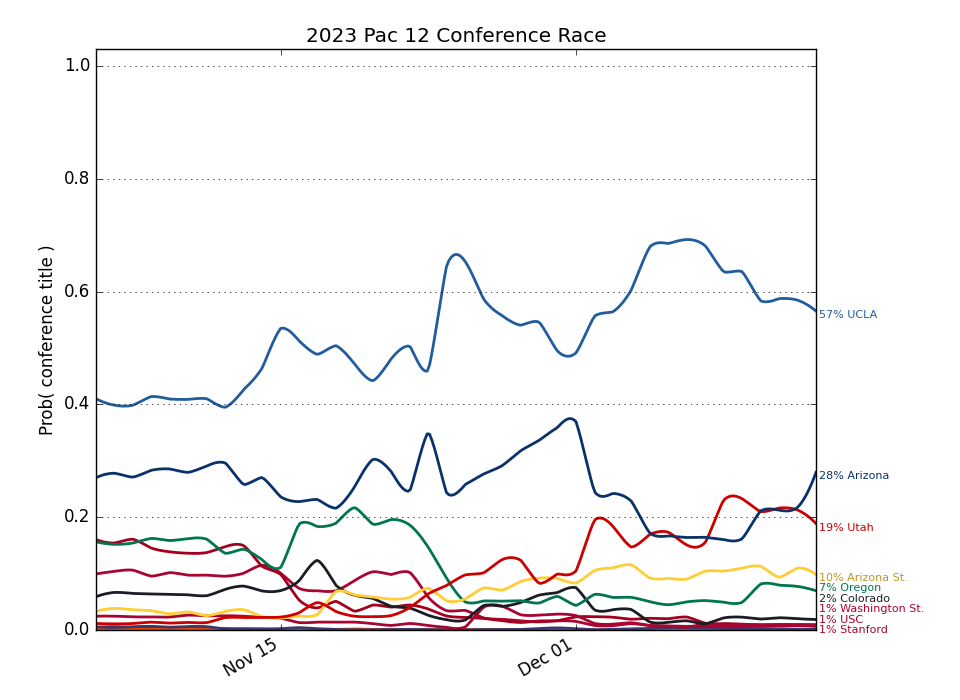 2023 Pac 12 Conference Race
Prob( conference title )
1.0
0.8
0.6
0.4
0.2
0.0
Nov 15
Dec 01
57% UCLA
28% Arizona
19% Utah
10% Arizona St.
7% Oregon
2% Colorado
1% Washington St.
1% USC
1% Stanford